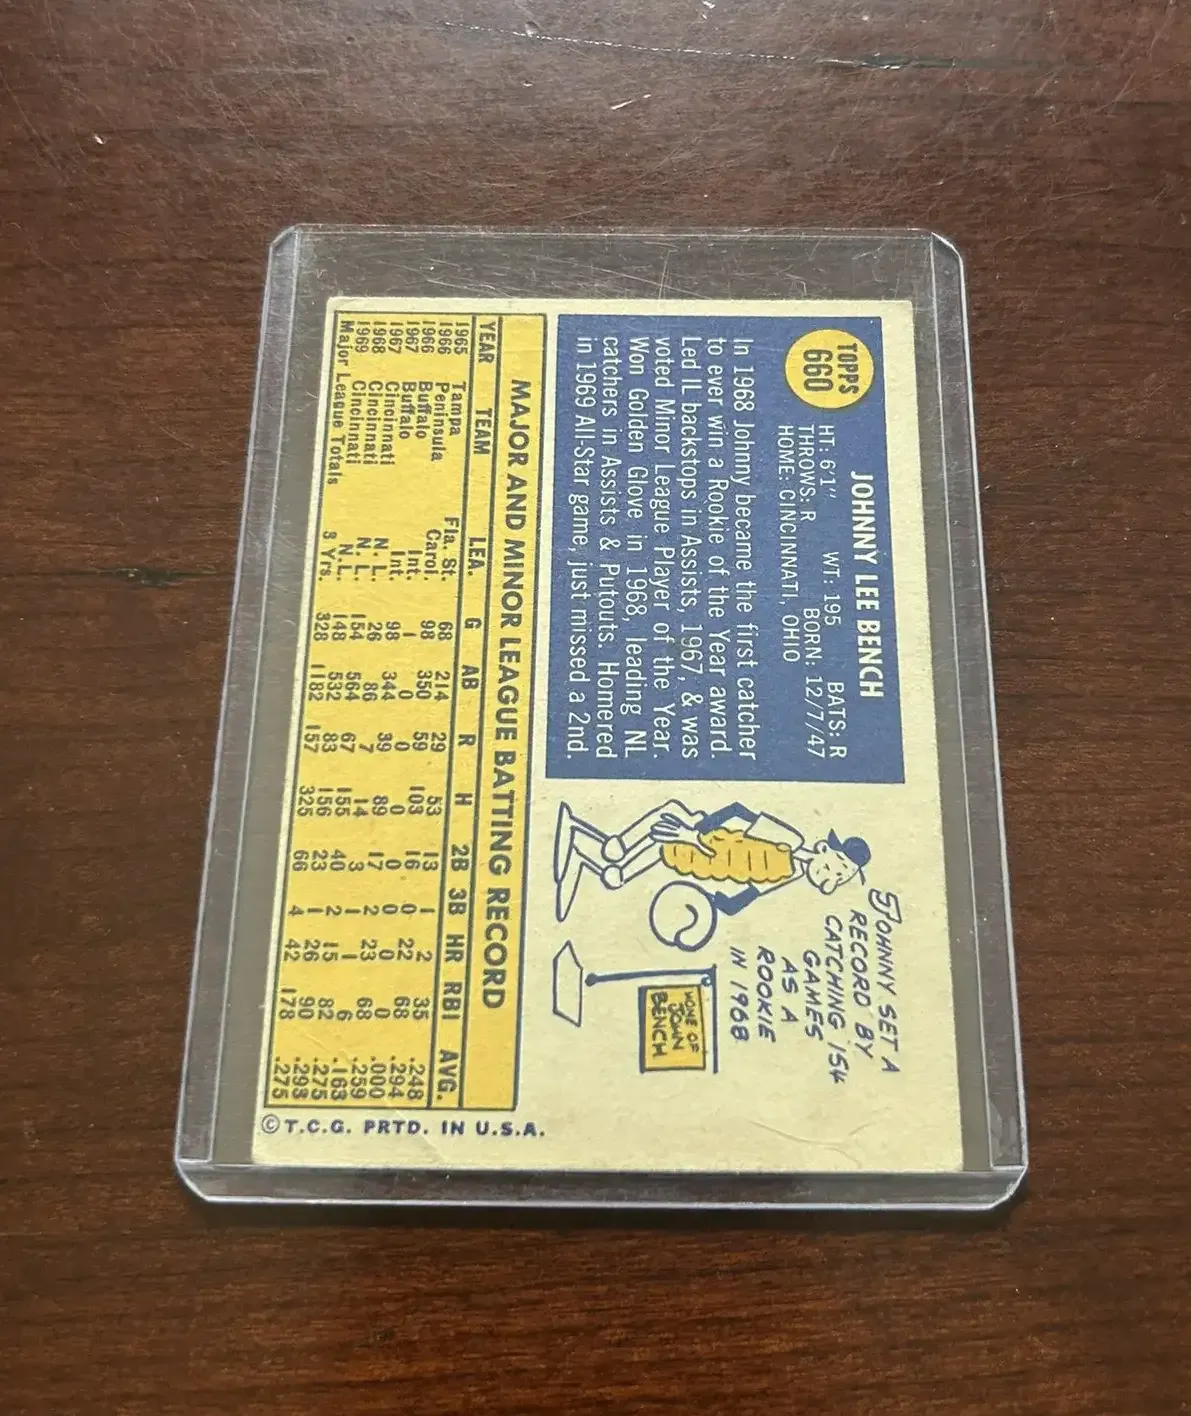 TOPPS
660
JOHNNY LEE BENCH
HT: 6'1" WT: 195 BATS: R
THROWS: R BORN: 12/7/47
HOME: CINCINNATI, OHIO
In 1968 Johnny became the first catcher
to ever win a Rookie of the Year award.
Led IL backstops in Assists, 1967, & was
voted Minor League Player of the Year.
Won Golden Glove in 1968, leading NL
catchers in Assists & Putouts. Homered
in 1969 All-Star game, just missed a 2nd.
JOHNNY SET A
RECORD BY
CATCHING 154
GAMES
AS A
ROOKIE
IN 1968
HOME OF
JOHN
BENCH
MAJOR AND MINOR LEAGUE BATTING RECORD
YEAR TEAM LEA. G AB R H 2B 3B HR RBI AVG.
1965 Tampa Fla. St. 68 214 29 53 13 1 2 35 .248
1966 Peninsula Carol. 98 350 59 103 16 0 22 68 .294
1966 Buffalo Int. 1 0 0 0 0 0 0 0 .000
1967 Buffalo Int. 98 344 39 89 17 2 23 68 .259
1967 Cincinnati N. L. 26 86 7 14 3 1 1 6 .163
1968 Cincinnati N. L. 154 564 67 155 40 2 15 82 .275
1969 Cincinnati N. L. 148 532 83 156 23 1 26 90 .293
Major League Totals 3 Yrs. 328 1182 157 325 66 4 42 178 .275
© T.C.G. PRTD. IN U.S.A.